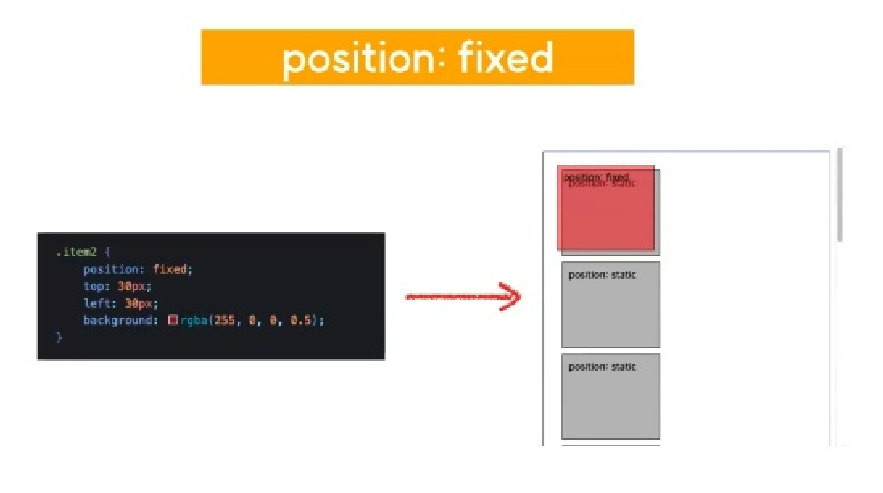 position: fixed
.item2 {
position: fixed;
top: 30px;
left: 30px;
background: rgba(255, 0, 0, 0.5);
}
position: fixed
position: static
position: static
position: static